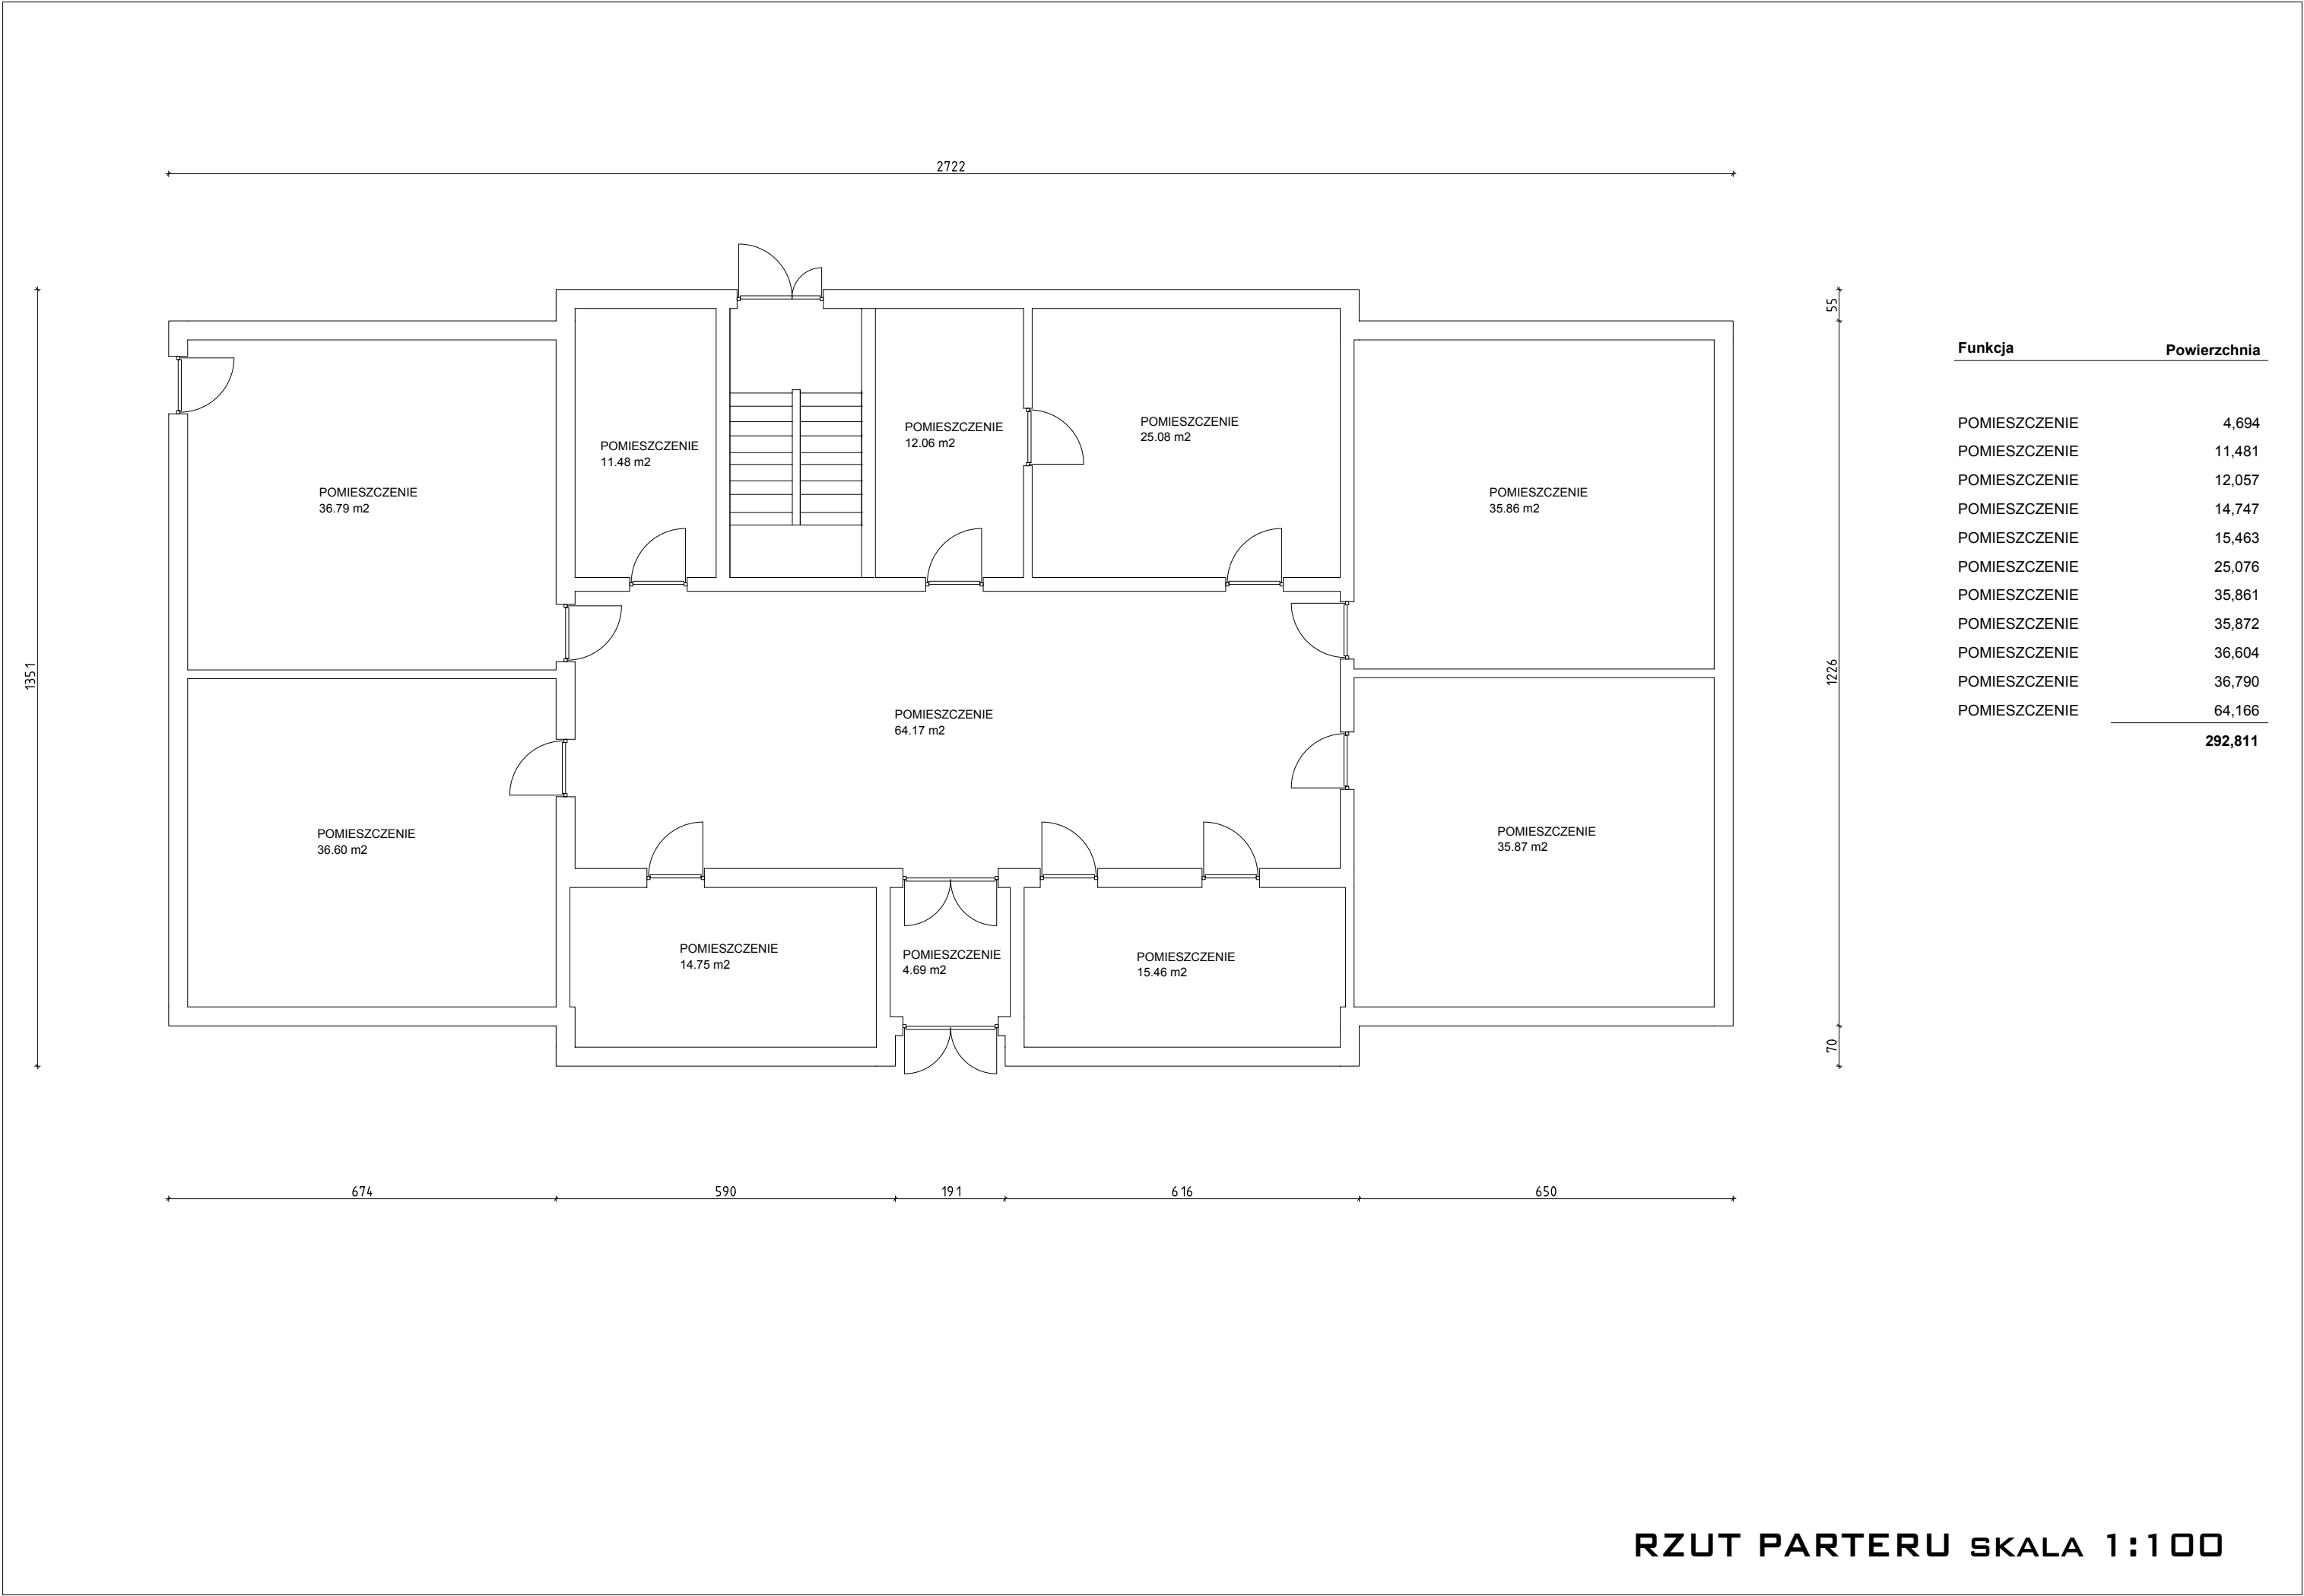 2722
55
Funkcja Powierzchnia
POMIESZCZENIE 4,694
POMIESZCZENIE 11,481
POMIESZCZENIE 12,057
POMIESZCZENIE 14,747
POMIESZCZENIE 15,463
POMIESZCZENIE 25,076
POMIESZCZENIE 35,861
POMIESZCZENIE 35,872
POMIESZCZENIE 36,604
POMIESZCZENIE 36,790
POMIESZCZENIE 64,166
292,811
POMIESZCZENIE
25.08 m2
POMIESZCZENIE
12.06 m2
POMIESZCZENIE
11.48 m2
POMIESZCZENIE
36.79 m2
POMIESZCZENIE
35.86 m2
1351
1226
POMIESZCZENIE
64.17 m2
POMIESZCZENIE
36.60 m2
POMIESZCZENIE
35.87 m2
POMIESZCZENIE
14.75 m2
POMIESZCZENIE
4.69 m2
POMIESZCZENIE
15.46 m2
70
674 590 191 616 650
RZUT PARTERU SKALA 1:100